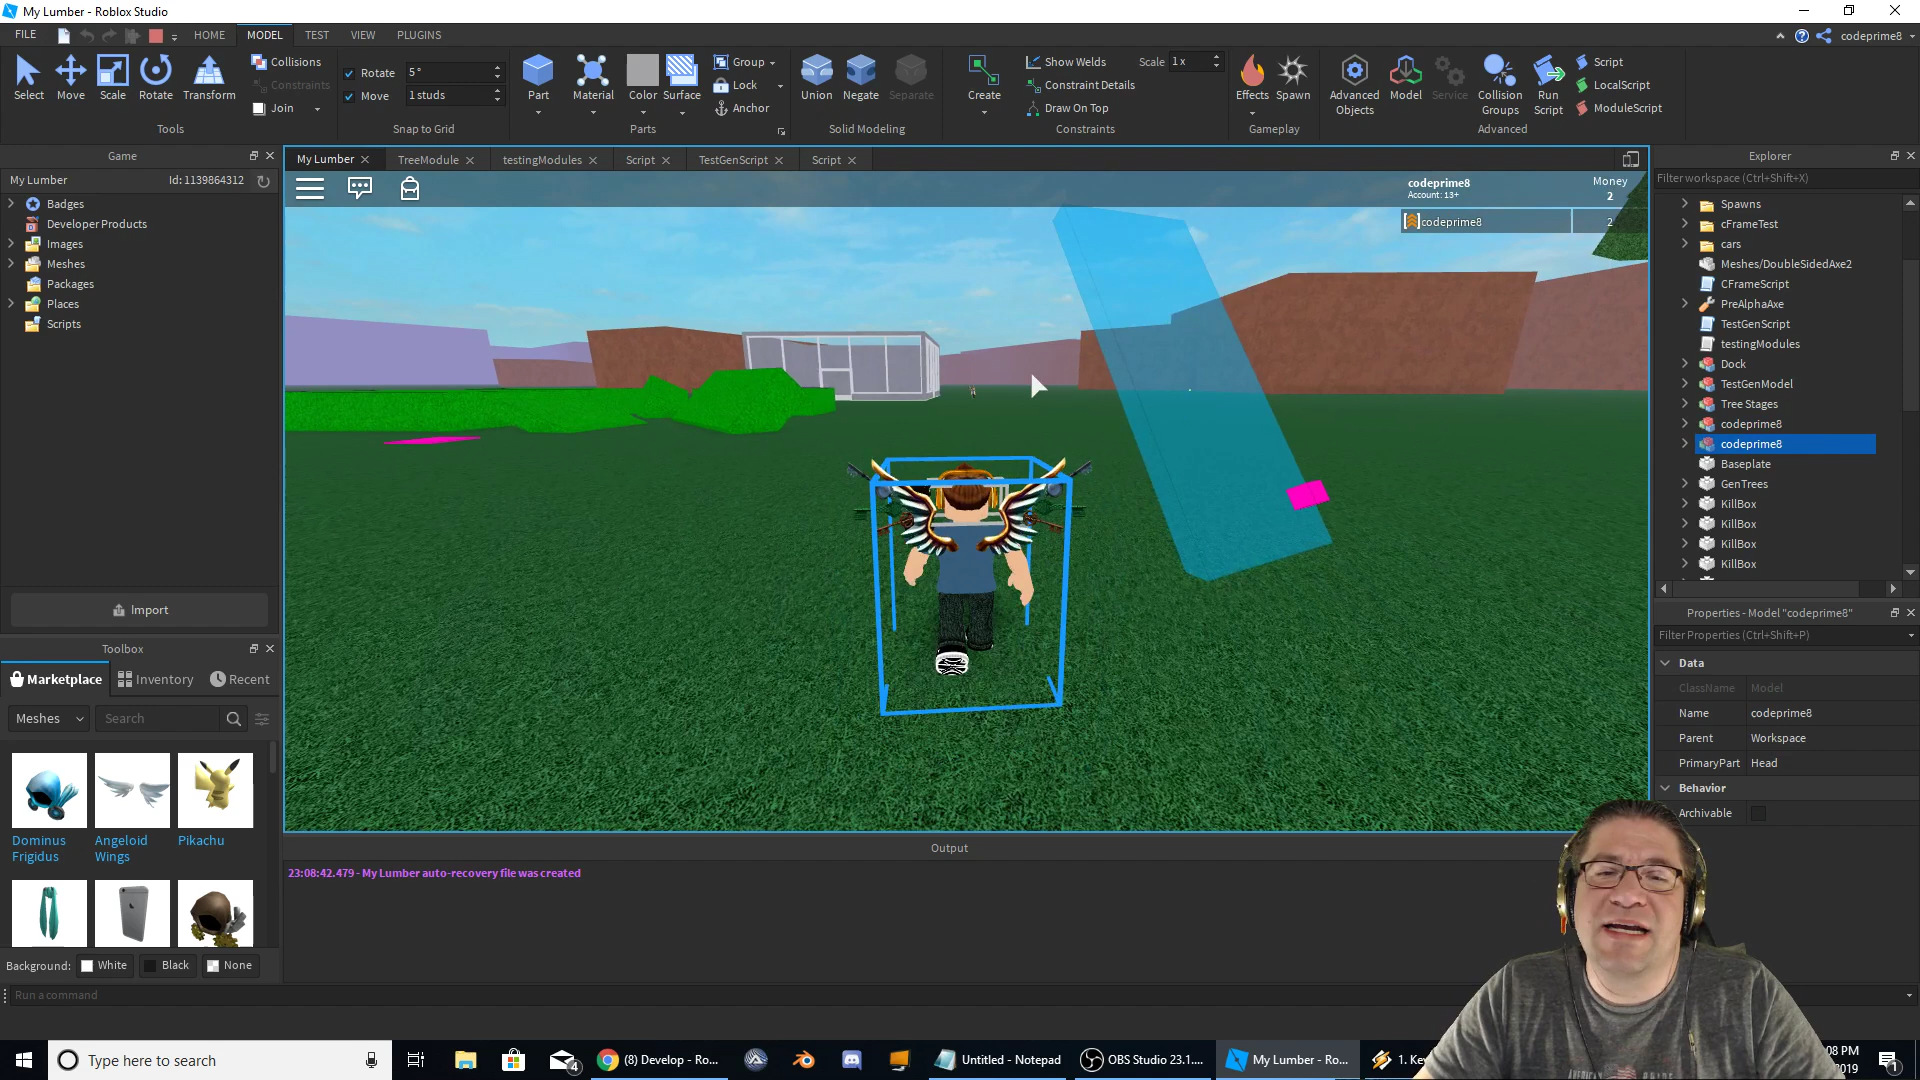 My Lumber - Roblox Studio
FILE
HOME
MODEL
TEST
VIEW
PLUGINS
codeprime8
Select
Move
Scale
Rotate
Transform
Collisions
Constraints
Join
Tools
Rotate
5 °
Move
1 studs
Snap to Grid
Part
Material
Color
Surface
Group
Lock
Anchor
Parts
Union
Negate
Separate
Solid Modeling
Create
Show Welds
Scale
1 x
Constraint Details
Draw On Top
Constraints
Effects
Spawn
Gameplay
Advanced Objects
Model
Service
Collision Groups
Run Script
Script
LocalScript
ModuleScript
Advanced
Game
My Lumber
Id: 1139864312
Badges
Developer Products
Images
Meshes
Packages
Places
Scripts
Import
Toolbox
Marketplace
Inventory
Recent
Meshes
Search
Dominus Frigidus
Angeloid Wings
Pikachu
Background:
White
Black
None
Run a command
My Lumber
TreeModule
testingModules
Script
TestGenScript
Script
codeprime8
Account: 13+
Money
2
codeprime8
2
Output
23:08:42.479 - My Lumber auto-recovery file was created
Explorer
Filter workspace (Ctrl+Shift+X)
Spawns
cFrameTest
cars
Meshes/DoubleSidedAxe2
CFrameScript
PreAlphaAxe
TestGenScript
testingModules
Dock
TestGenModel
Tree Stages
codeprime8
codeprime8
Baseplate
GenTrees
KillBox
KillBox
KillBox
KillBox
Properties - Model "codeprime8"
Filter Properties (Ctrl+Shift+P)
Data
ClassName
Model
Name
codeprime8
Parent
Workspace
PrimaryPart
Head
Behavior
Archivable
Type here to search
4
(8) Develop - Ro...
Untitled - Notepad
OBS Studio 23.1....
My Lumber - Ro...
1. Key
:08 PM
2019
1